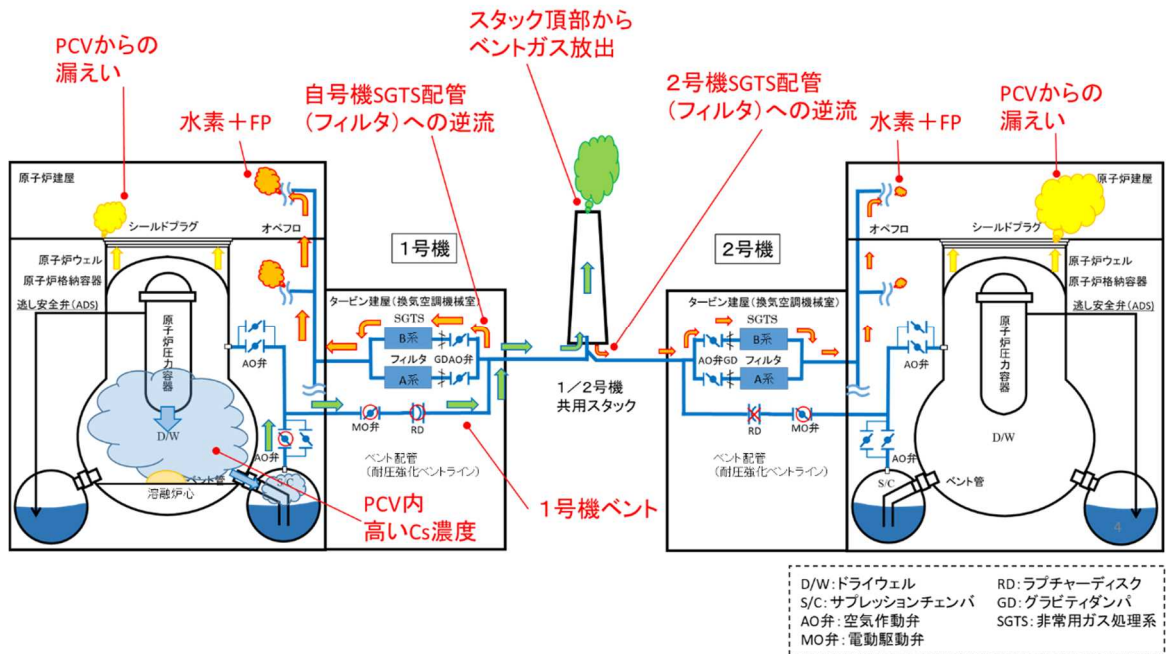 スタック頂部から
ベントガス放出
PCVからの
漏えい
自号機SGTS配管
(フィルタ)への逆流
2号機SGTS配管
(フィルタ)への逆流
PCVからの
漏えい
水素+FP
水素+FP
原子炉建屋
シールドプラグ
オペフロ
原子炉ウェル
原子炉格納容器
逃し安全弁(ADS)
原子炉圧力容器
1号機
タービン建屋(換気空調機械室)
SGTS
B系
フィルタ
GD
AO弁
A系
AO弁
MO弁
RD
D/W
AO弁
ベント管
S/C
溶融炉心
ベント配管
(耐圧強化ベントライン)
PCV内
高いCs濃度
1号機ベント
1/2号機
共用スタック
2号機
タービン建屋(換気空調機械室)
SGTS
B系
AO弁
GD
フィルタ
A系
RD
MO弁
ベント配管
(耐圧強化ベントライン)
原子炉建屋
オペフロ
シールドプラグ
原子炉ウェル
原子炉格納容器
逃し安全弁(ADS)
原子炉圧力容器
AO弁
D/W
AO弁
S/C
ベント管
4
D/W:ドライウェル
S/C:サプレッションチェンバ
AO弁:空気作動弁
MO弁:電動駆動弁
RD:ラプチャーディスク
GD:グラビティダンパ
SGTS:非常用ガス処理系